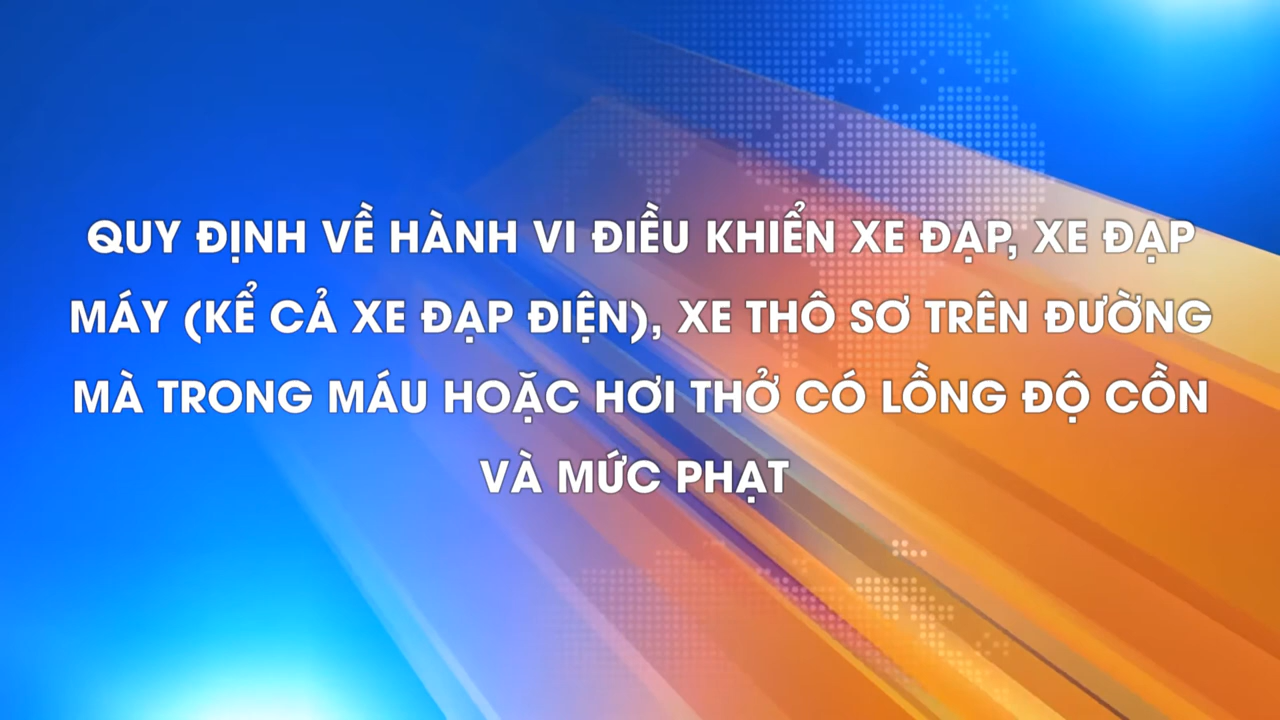 QUY ĐỊNH VỀ HÀNH VI ĐIỀU KHIỂN XE ĐẠP, XE ĐẠP
MÁY (KỂ CẢ XE ĐẠP ĐIỆN), XE THÔ SƠ TRÊN ĐƯỜNG
MÀ TRONG MÁU HOẶC HƠI THỞ CÓ LỒNG ĐỘ CỒN
VÀ MỨC PHẠT